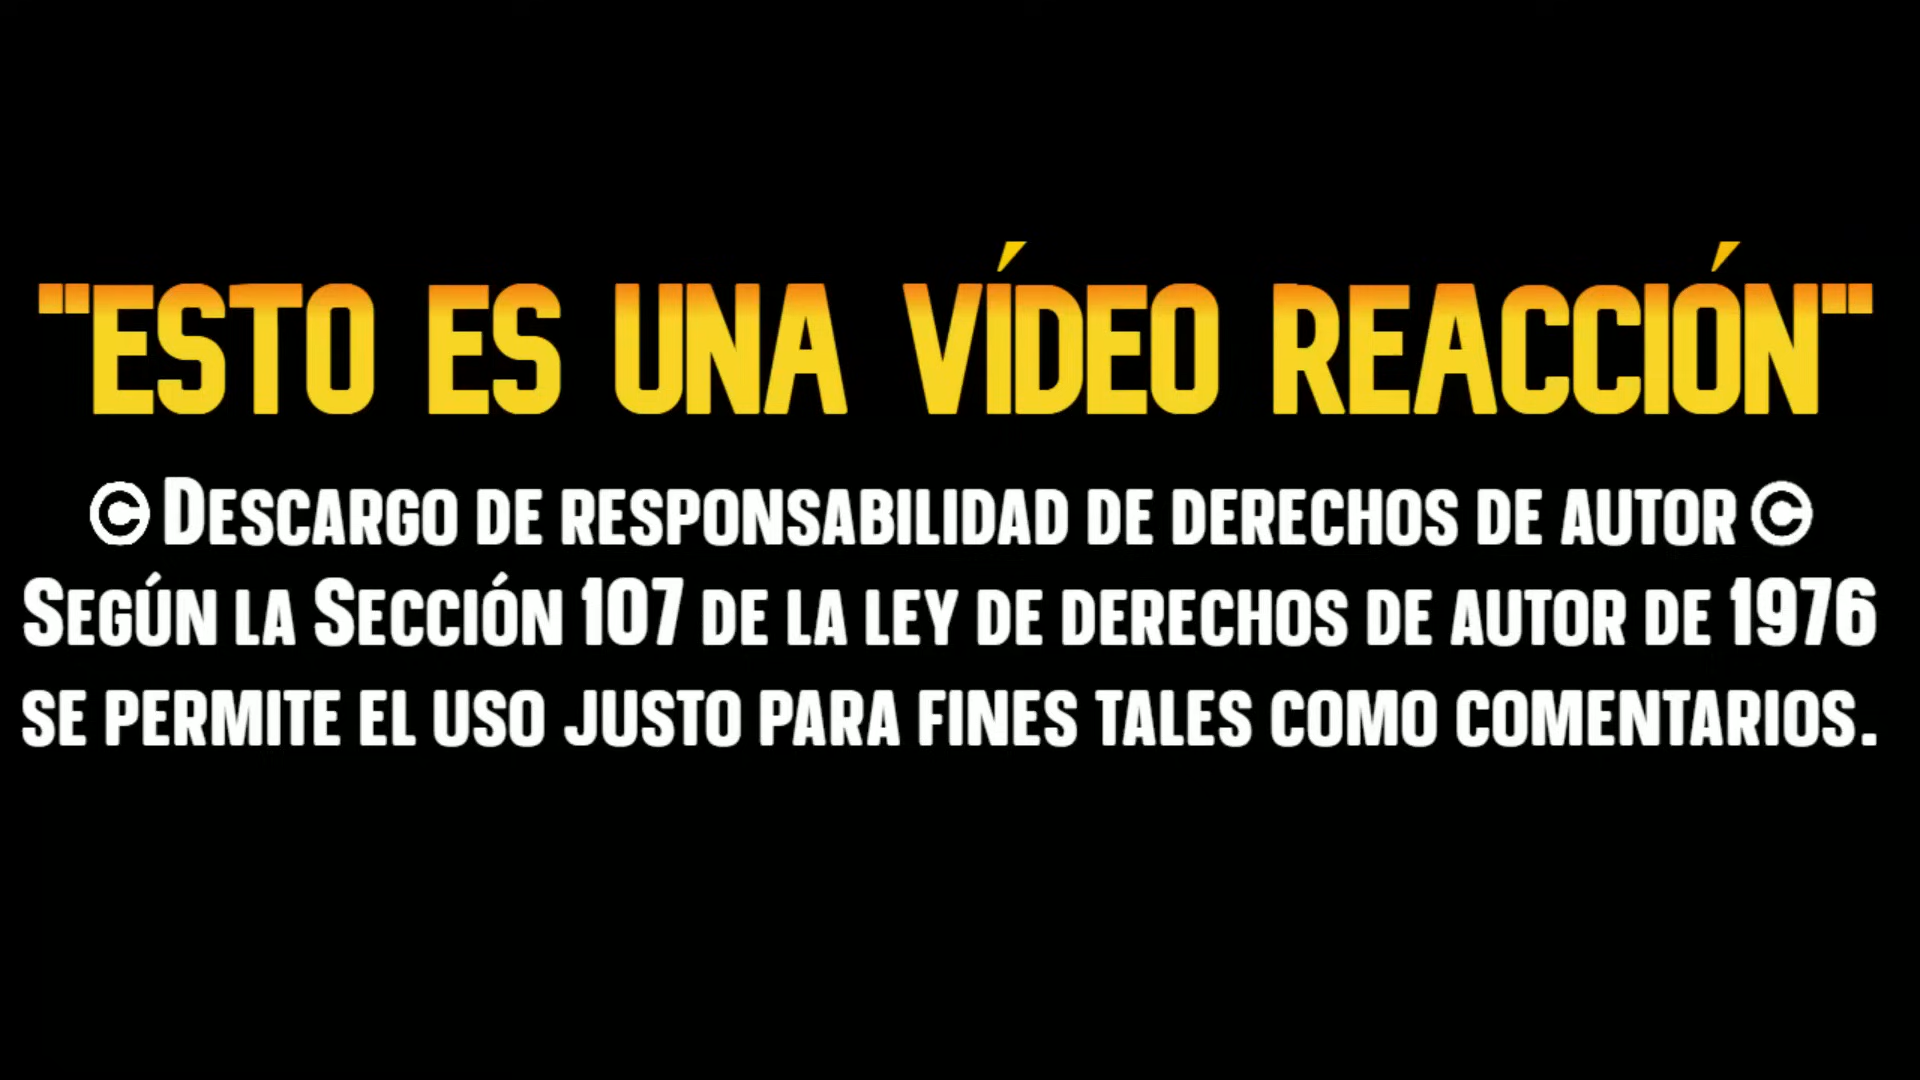 "ESTO ES UNA VÍDEO REACCIÓN"
© DESCARGO DE RESPONSABILIDAD DE DERECHOS DE AUTOR ©
SEGÚN LA SECCIÓN 107 DE LA LEY DE DERECHOS DE AUTOR DE 1976
SE PERMITE EL USO JUSTO PARA FINES TALES COMO COMENTARIOS.